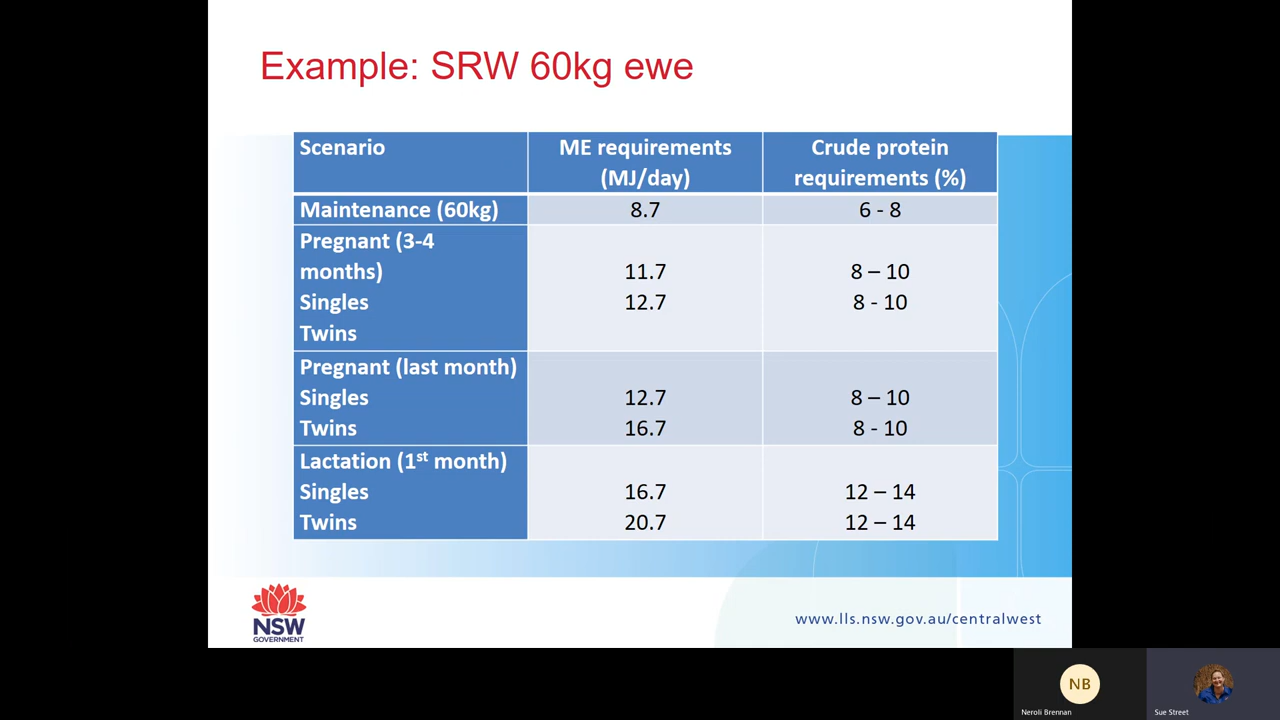 Example: SRW 60kg ewe
Scenario
ME requirements
(MJ/day)
Crude protein
requirements (%)
Maintenance (60kg)
8.7
6 - 8
Pregnant (3-4
months)
Singles
Twins
11.7
12.7
8 – 10
8 - 10
Pregnant (last month)
Singles
Twins
12.7
16.7
8 – 10
8 - 10
Lactation (1st month)
Singles
Twins
16.7
20.7
12 – 14
12 – 14
NSW
GOVERNMENT
www.lls.nsw.gov.au/centralwest
NB
Neroli Brennan
Sue Street